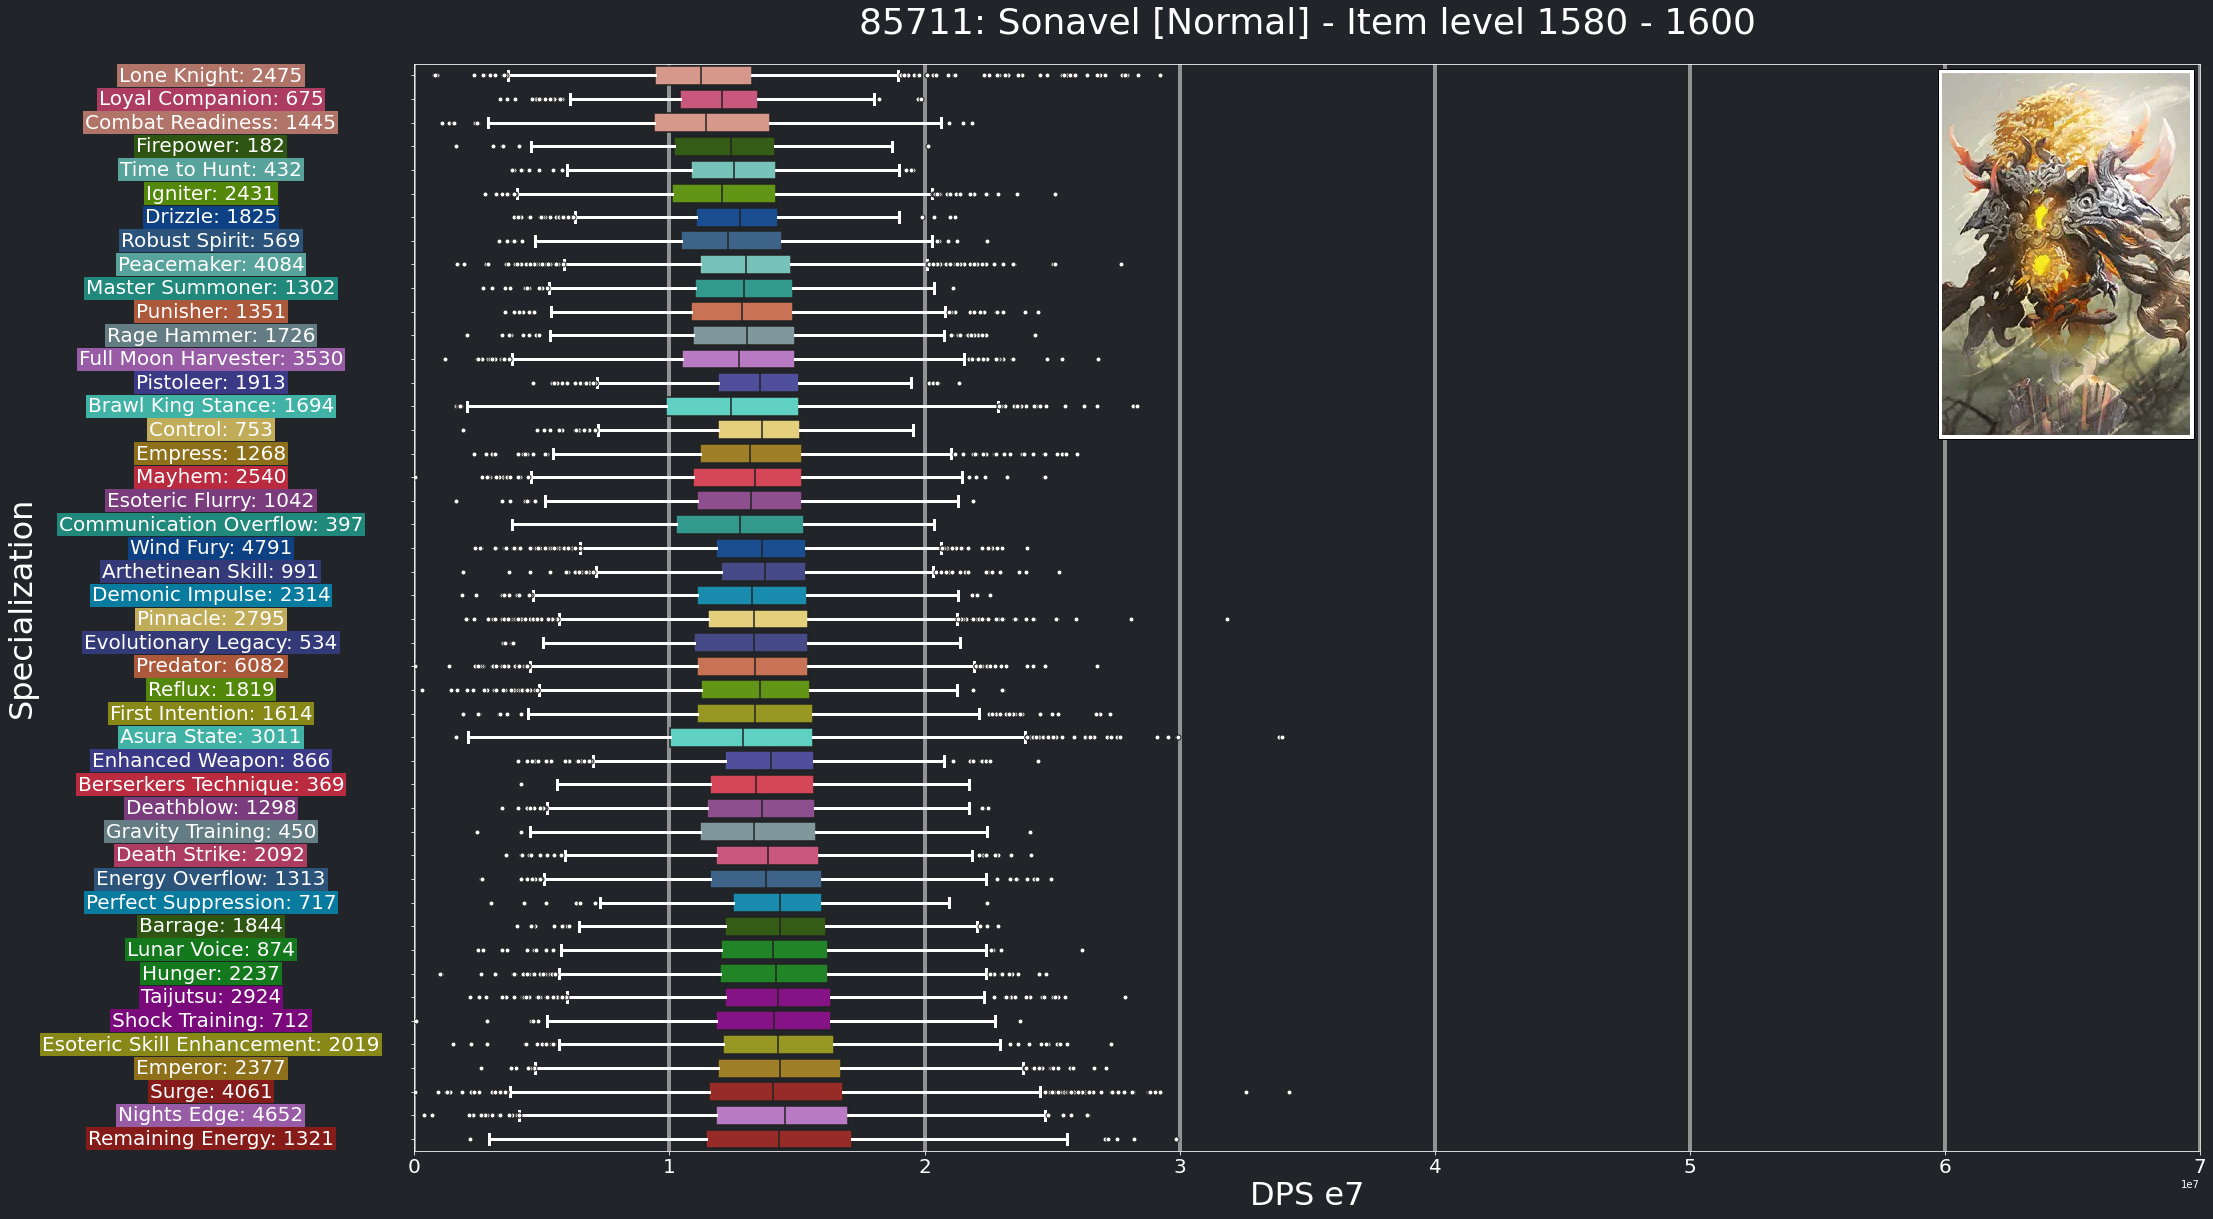 85711: Sonavel [Normal] - Item level 1580 - 1600
Lone Knight: 2475
Loyal Companion: 675
Combat Readiness: 1445
Firepower: 182
Time to Hunt: 432
Igniter: 2431
Drizzle: 1825
Robust Spirit: 569
Peacemaker: 4084
Master Summoner: 1302
Punisher: 1351
Rage Hammer: 1726
Full Moon Harvester: 3530
Pistoleer: 1913
Brawl King Stance: 1694
Control: 753
Empress: 1268
Mayhem: 2540
Esoteric Flurry: 1042
Communication Overflow: 397
Wind Fury: 4791
Arthetinean Skill: 991
Demonic Impulse: 2314
Pinnacle: 2795
Evolutionary Legacy: 534
Predator: 6082
Reflux: 1819
First Intention: 1614
Asura State: 3011
Enhanced Weapon: 866
Berserkers Technique: 369
Deathblow: 1298
Gravity Training: 450
Death Strike: 2092
Energy Overflow: 1313
Perfect Suppression: 717
Barrage: 1844
Lunar Voice: 874
Hunger: 2237
Taijutsu: 2924
Shock Training: 712
Esoteric Skill Enhancement: 2019
Emperor: 2377
Surge: 4061
Nights Edge: 4652
Remaining Energy: 1321
Specialization
0 1 2 3 4 5 6 7
1e7
DPS e7